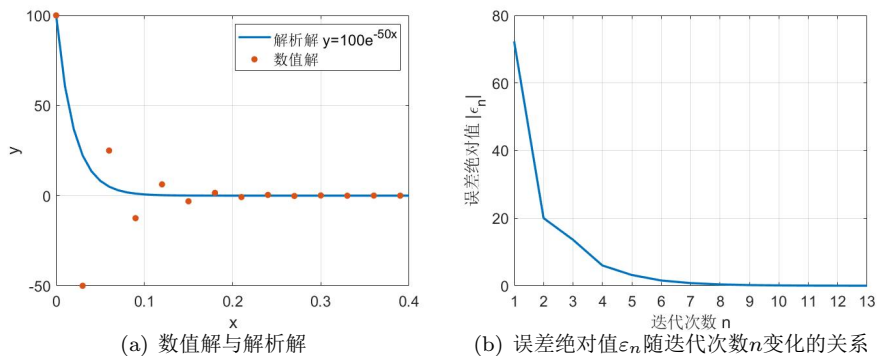 100
50
0
-50
0
0.1
0.2
0.3
0.4
y
x
解析解 y=100e^-50x
数值解
(a) 数值解与解析解
80
60
40
20
0
1 2 3 4 5 6 7 8 9 10 11 12 13
误差绝对值 |ϵn|
迭代次数 n
(b) 误差绝对值εn随迭代次数n变化的关系